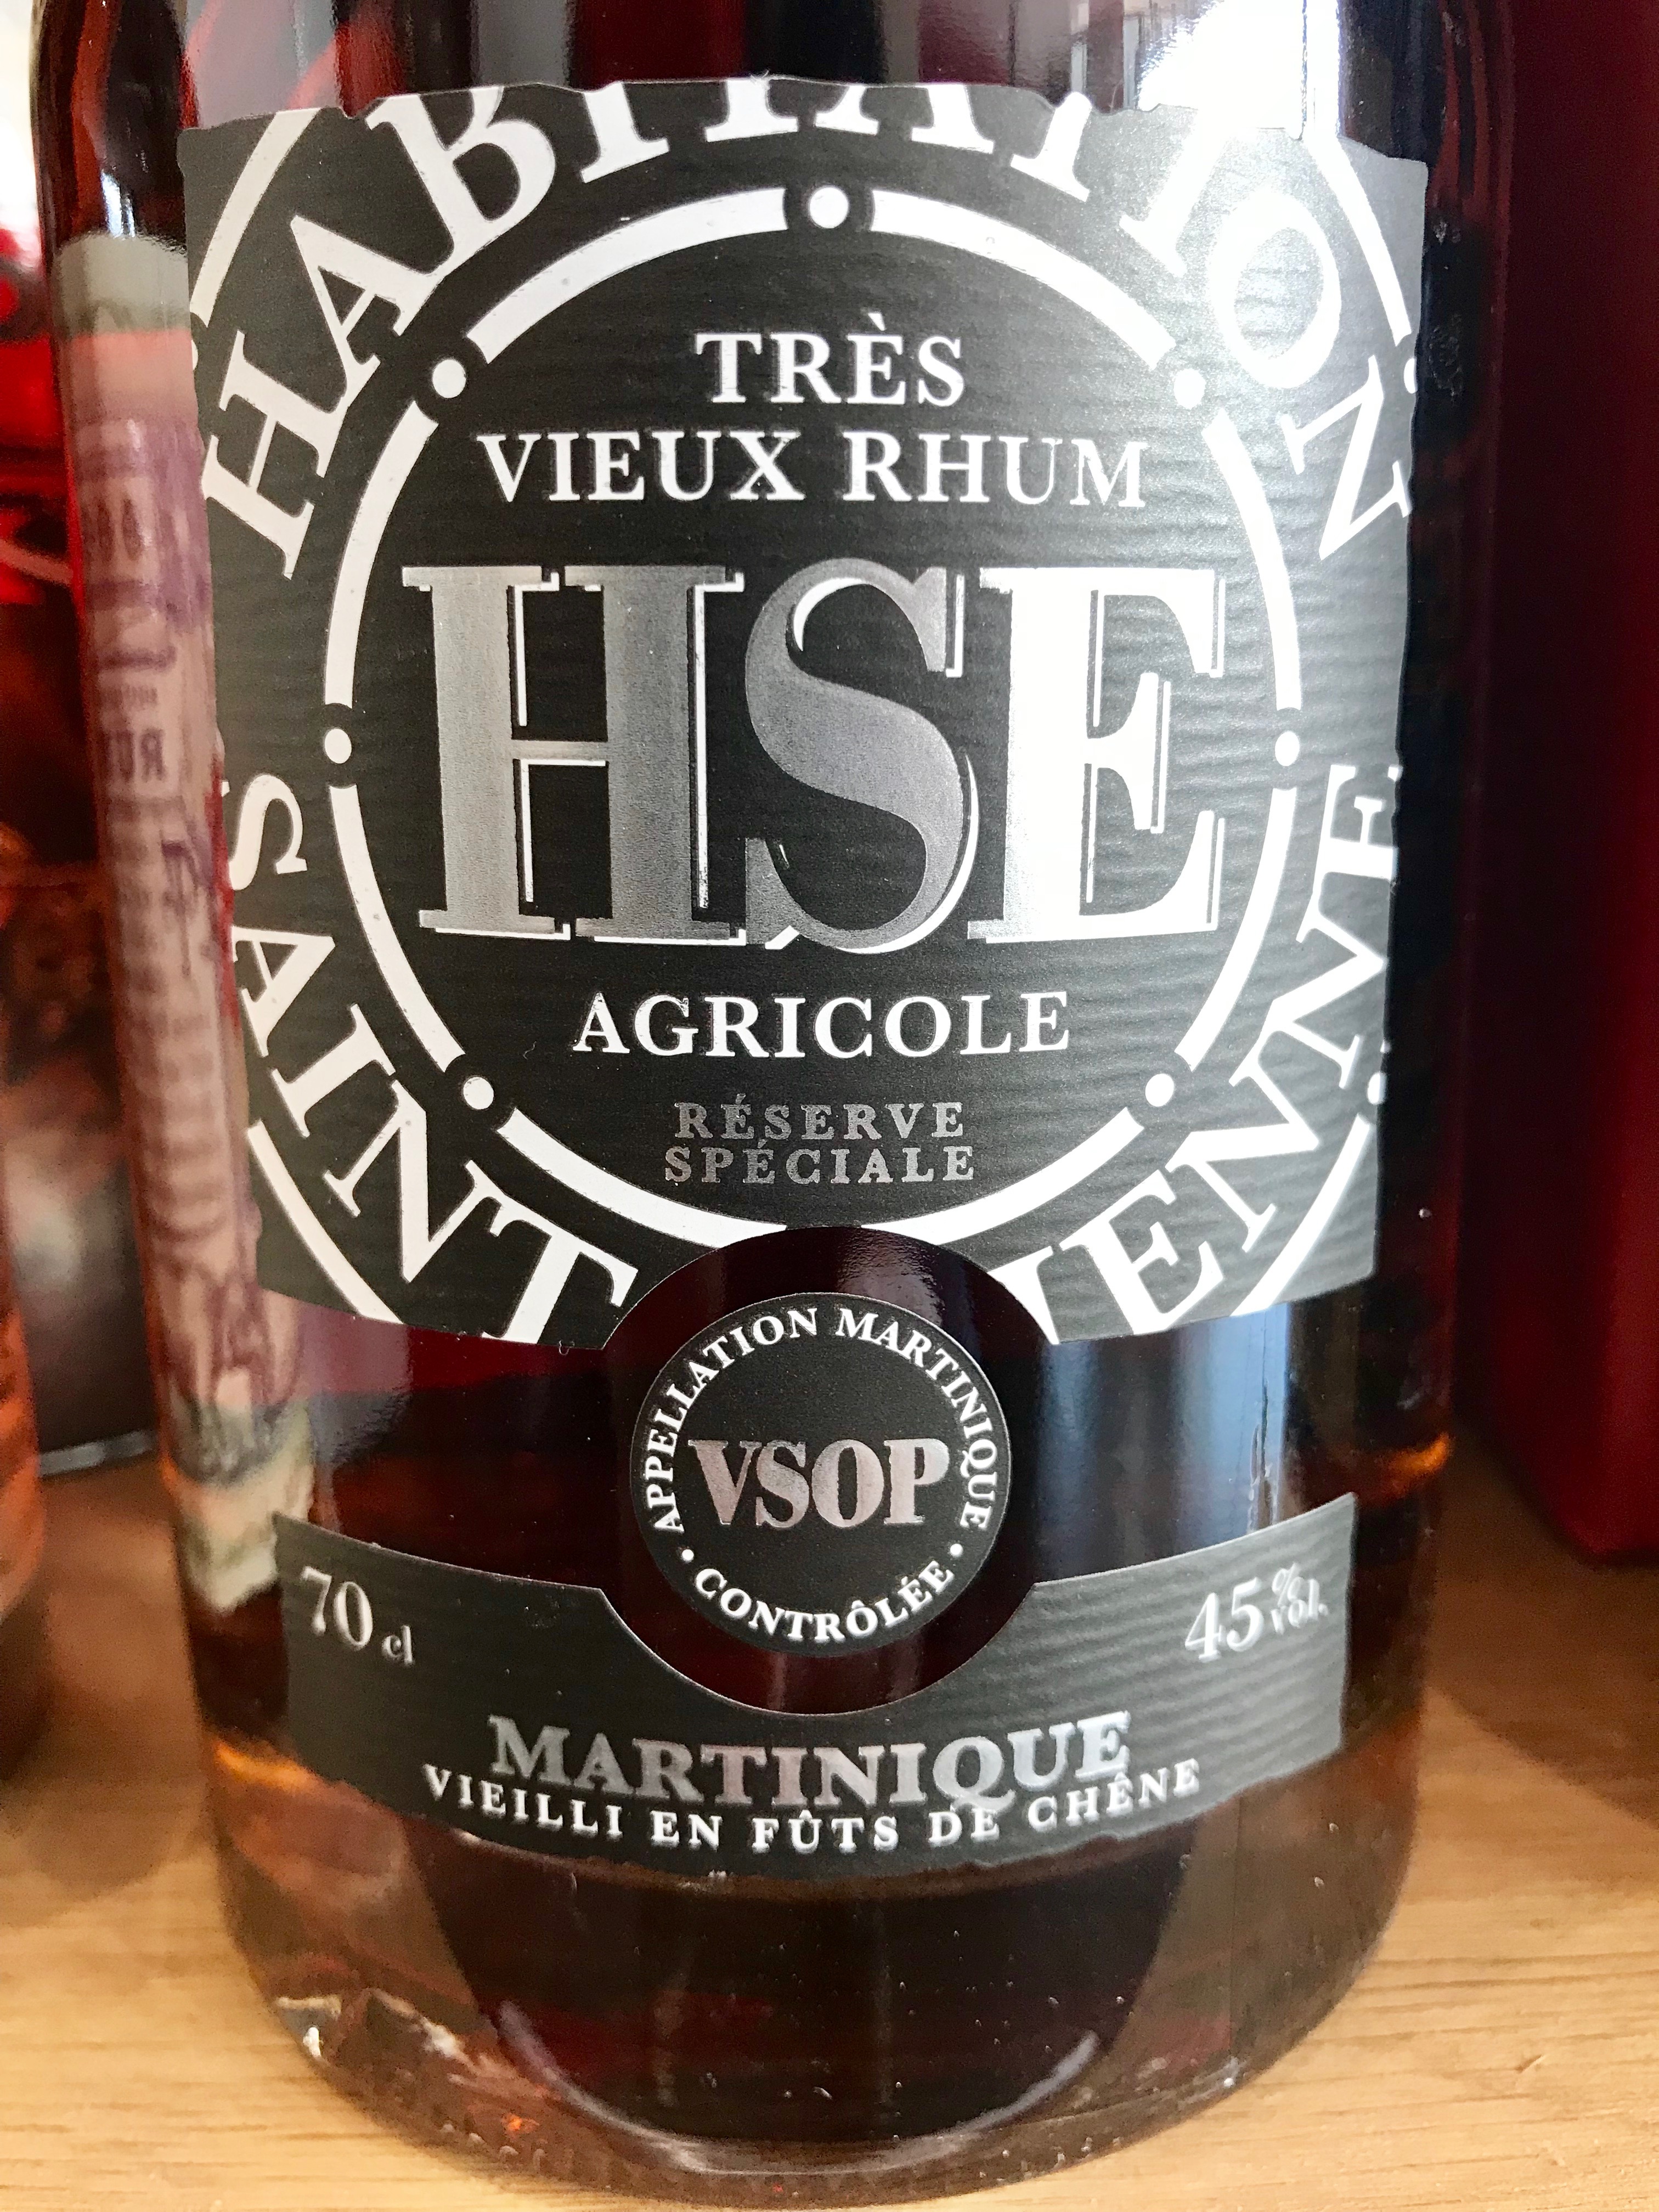 HABITATION
TRÈS
VIEUX RHUM
HSE
AGRICOLE
RÉSERVE
SPÉCIALE
SAINT
APPELLATION MARTINIQUE
VSOP
• CONTRÔLÉE •
70 cl
45 % vol.
MARTINIQUE
VIEILLI EN FÛTS DE CHÊNE